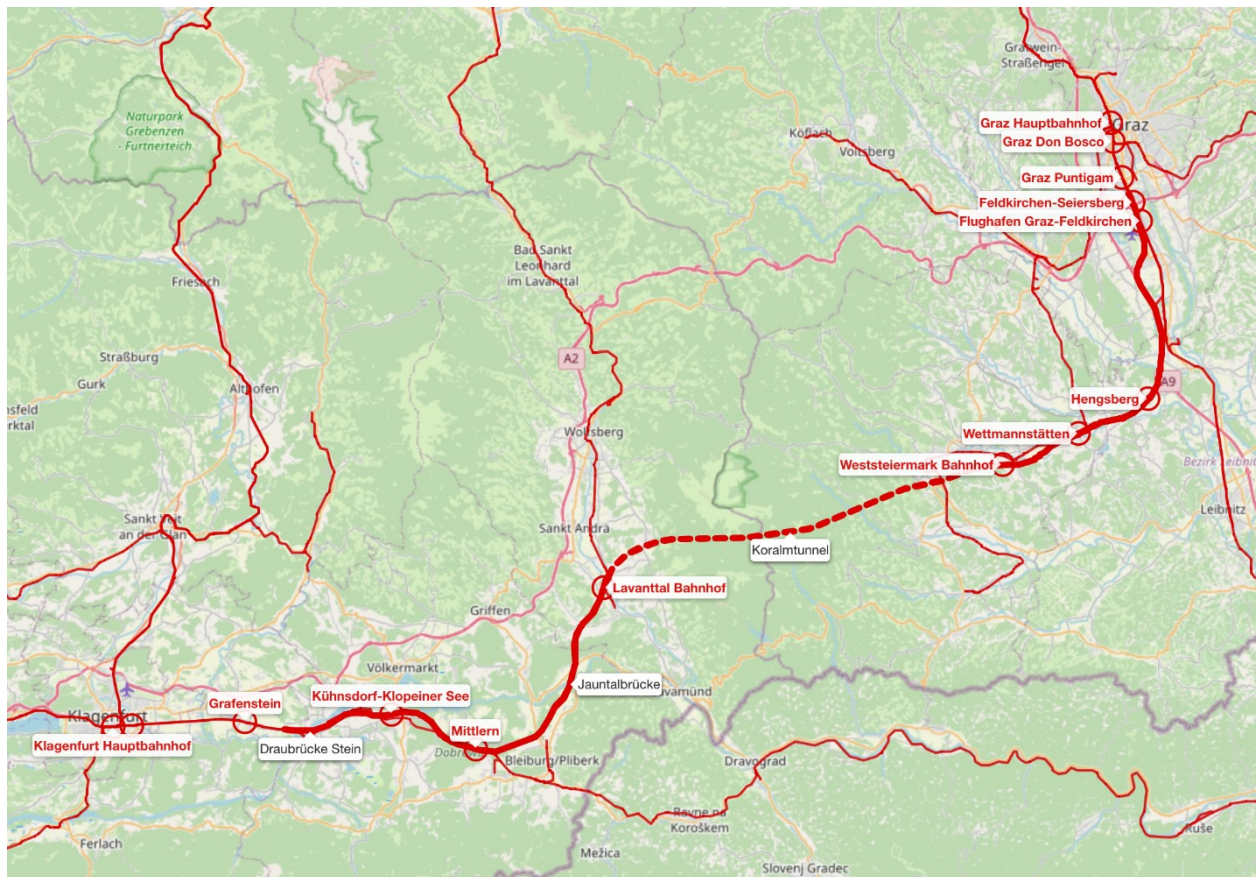 Gratwein-
Straßengel
Naturpark
Grebenzen
- Furtnerteich
Graz Hauptbahnhof
Graz
Köflach
Voitsberg
Graz Don Bosco
Graz Puntigam
Feldkirchen-Seiersberg
Flughafen Graz-Feldkirchen
Bad Sankt
Leonhard
im Lavanttal
Friesach
Straßburg
A2
Gurk
Althofen
A9
Hengsberg
Wolfsberg
Wettmannstätten
Weststeiermark Bahnhof
Bezirk Leibnitz
Leibnitz
Sankt Veit
an der Glan
Sankt Andrä
Koralmtunnel
Lavanttal Bahnhof
Griffen
Völkermarkt
Jauntalbrücke
Kühnsdorf-Klopeiner See
Grafenstein
Klagenfurt
Mittlern
Klagenfurt Hauptbahnhof
Draubrücke Stein
Bleiburg/Pliberk
Dravograd
Ravne na
Koroškem
Ruše
Ferlach
Mežica
Slovenj Gradec